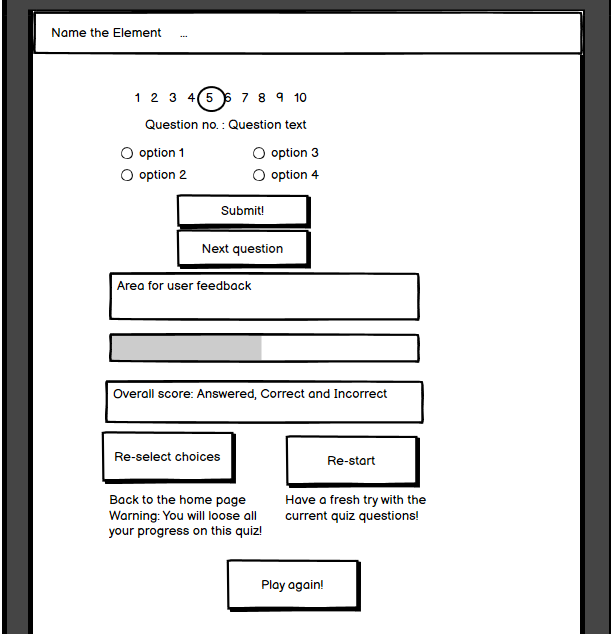 Name the Element ...
1 2 3 4 5 6 7 8 9 10
Question no. : Question text
option 1 option 3
option 2 option 4
Submit!
Next question
Area for user feedback
Overall score: Answered, Correct and Incorrect
Re-select choices Re-start
Back to the home page
Warning: You will loose all
your progress on this quiz!
Have a fresh try with the
current quiz questions!
Play again!